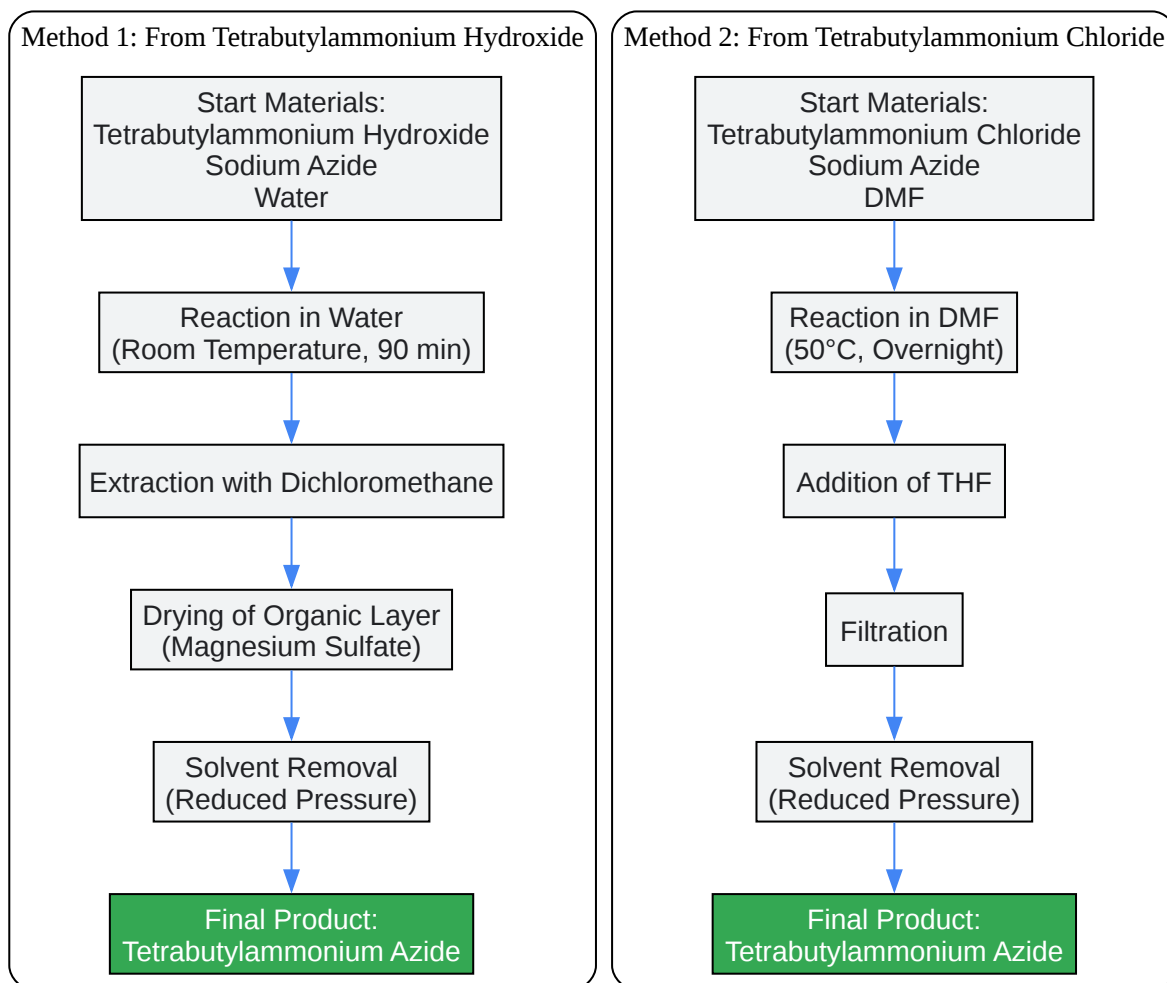 Method 1: From Tetrabutylammonium Hydroxide
Start Materials:
Tetrabutylammonium Hydroxide
Sodium Azide
Water
Reaction in Water
(Room Temperature, 90 min)
Extraction with Dichloromethane
Drying of Organic Layer
(Magnesium Sulfate)
Solvent Removal
(Reduced Pressure)
Final Product:
Tetrabutylammonium Azide
Method 2: From Tetrabutylammonium Chloride
Start Materials:
Tetrabutylammonium Chloride
Sodium Azide
DMF
Reaction in DMF
(50°C, Overnight)
Addition of THF
Filtration
Solvent Removal
(Reduced Pressure)
Final Product:
Tetrabutylammonium Azide